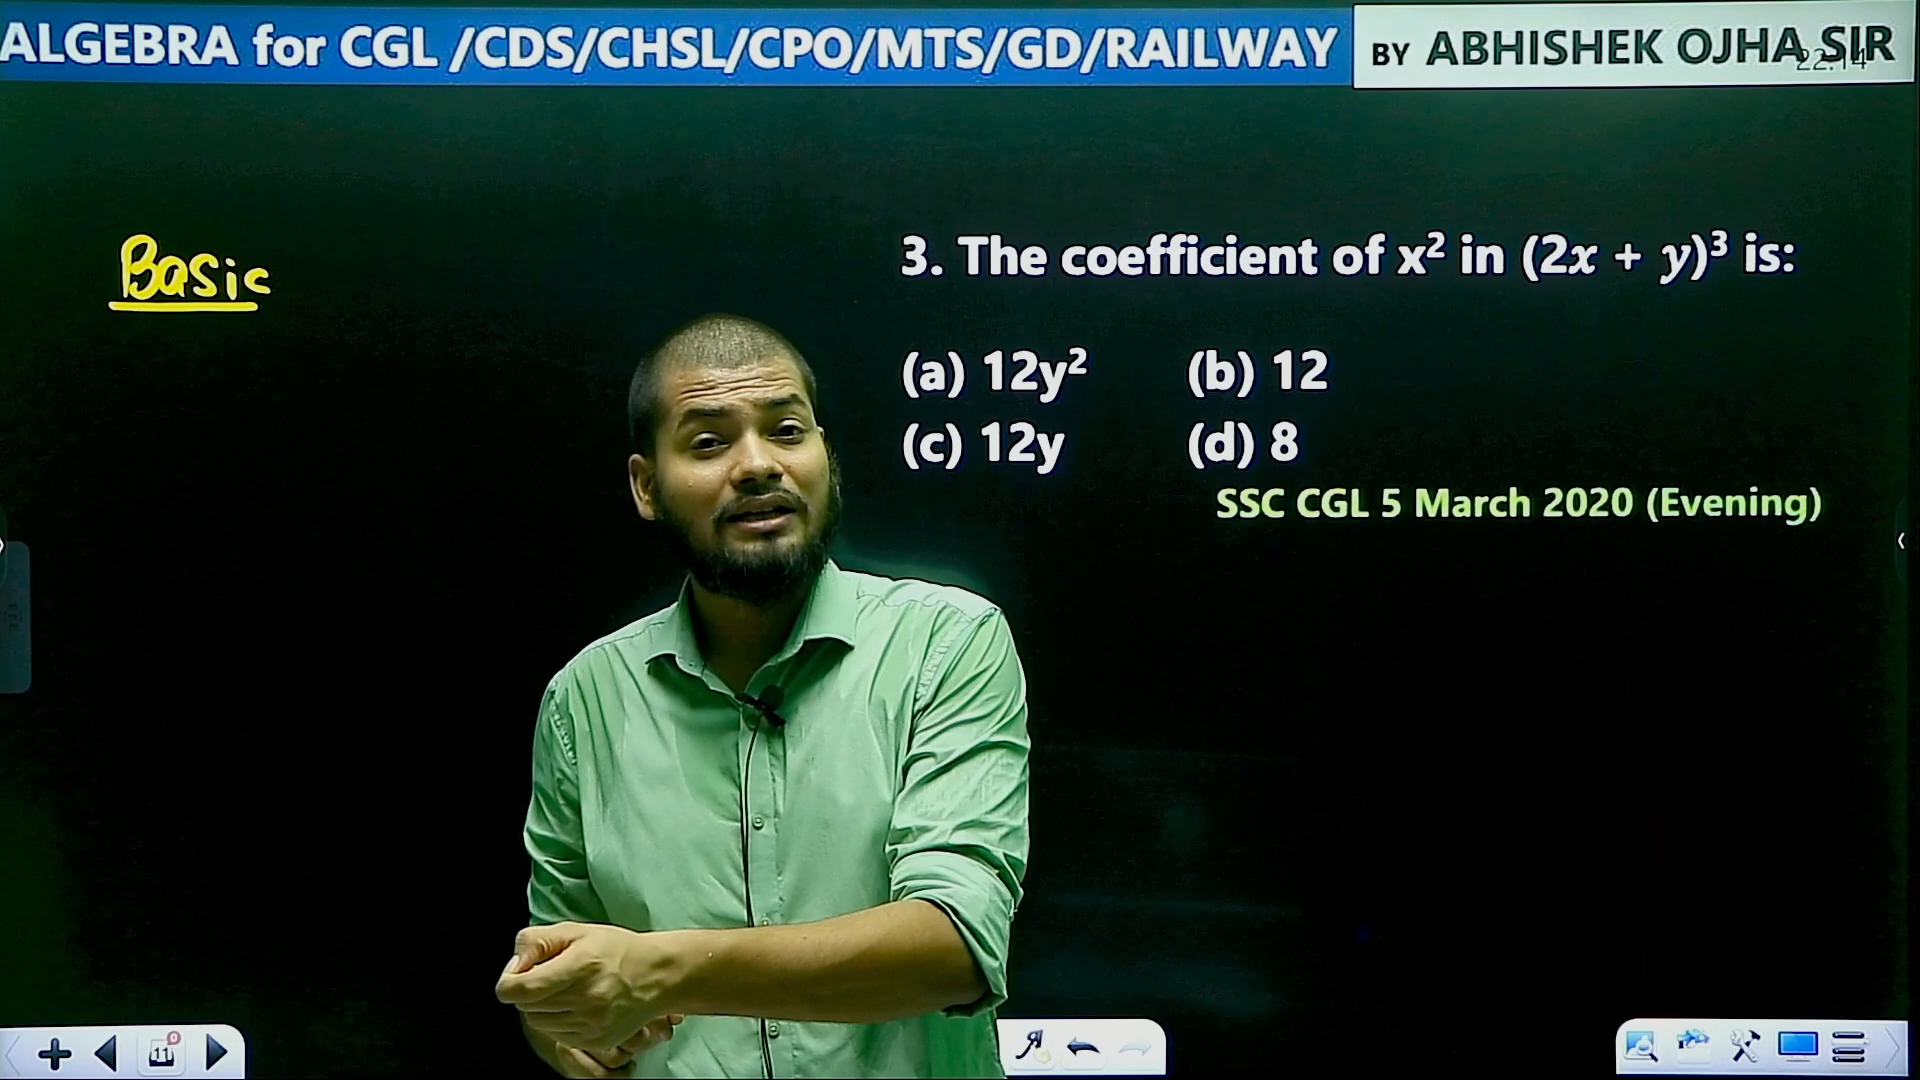 ALGEBRA for CGL /CDS/CHSL/CPO/MTS/GD/RAILWAY BY ABHISHEK OJHA SIR
22:14
Basic
3. The coefficient of x² in (2x + y)³ is:
(a) 12y² (b) 12
(c) 12y (d) 8
SSC CGL 5 March 2020 (Evening)
11